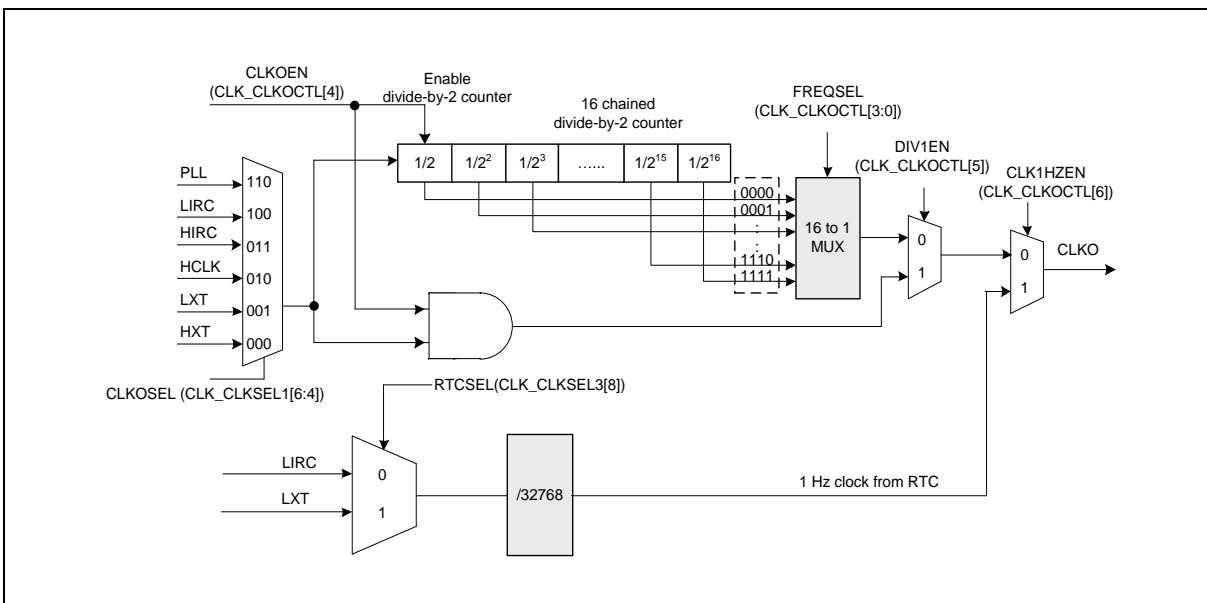 CLKOEN
(CLK_CLKOCTL[4])
Enable
divide-by-2 counter
16 chained
divide-by-2 counter
FREQSEL
(CLK_CLKOCTL[3:0])
DIV1EN
(CLK_CLKOCTL[5])
CLK1HZEN
(CLK_CLKOCTL[6])
1/2 1/2² 1/2³ …... 1/2¹⁵ 1/2¹⁶
PLL 110
LIRC 100
HIRC 011
HCLK 010
LXT 001
HXT 000
0000
0001
:
:
1110
1111
16 to 1
MUX
0
1
0
1
CLKO
CLKOSEL (CLK_CLKSEL1[6:4])
RTCSEL(CLK_CLKSEL3[8])
LIRC 0
LXT 1
/32768
1 Hz clock from RTC